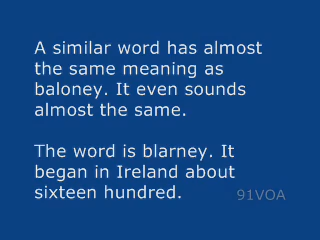 A similar word has almost
the same meaning as
baloney. It even sounds
almost the same.
The word is blarney. It
began in Ireland about
sixteen hundred.
91VOA